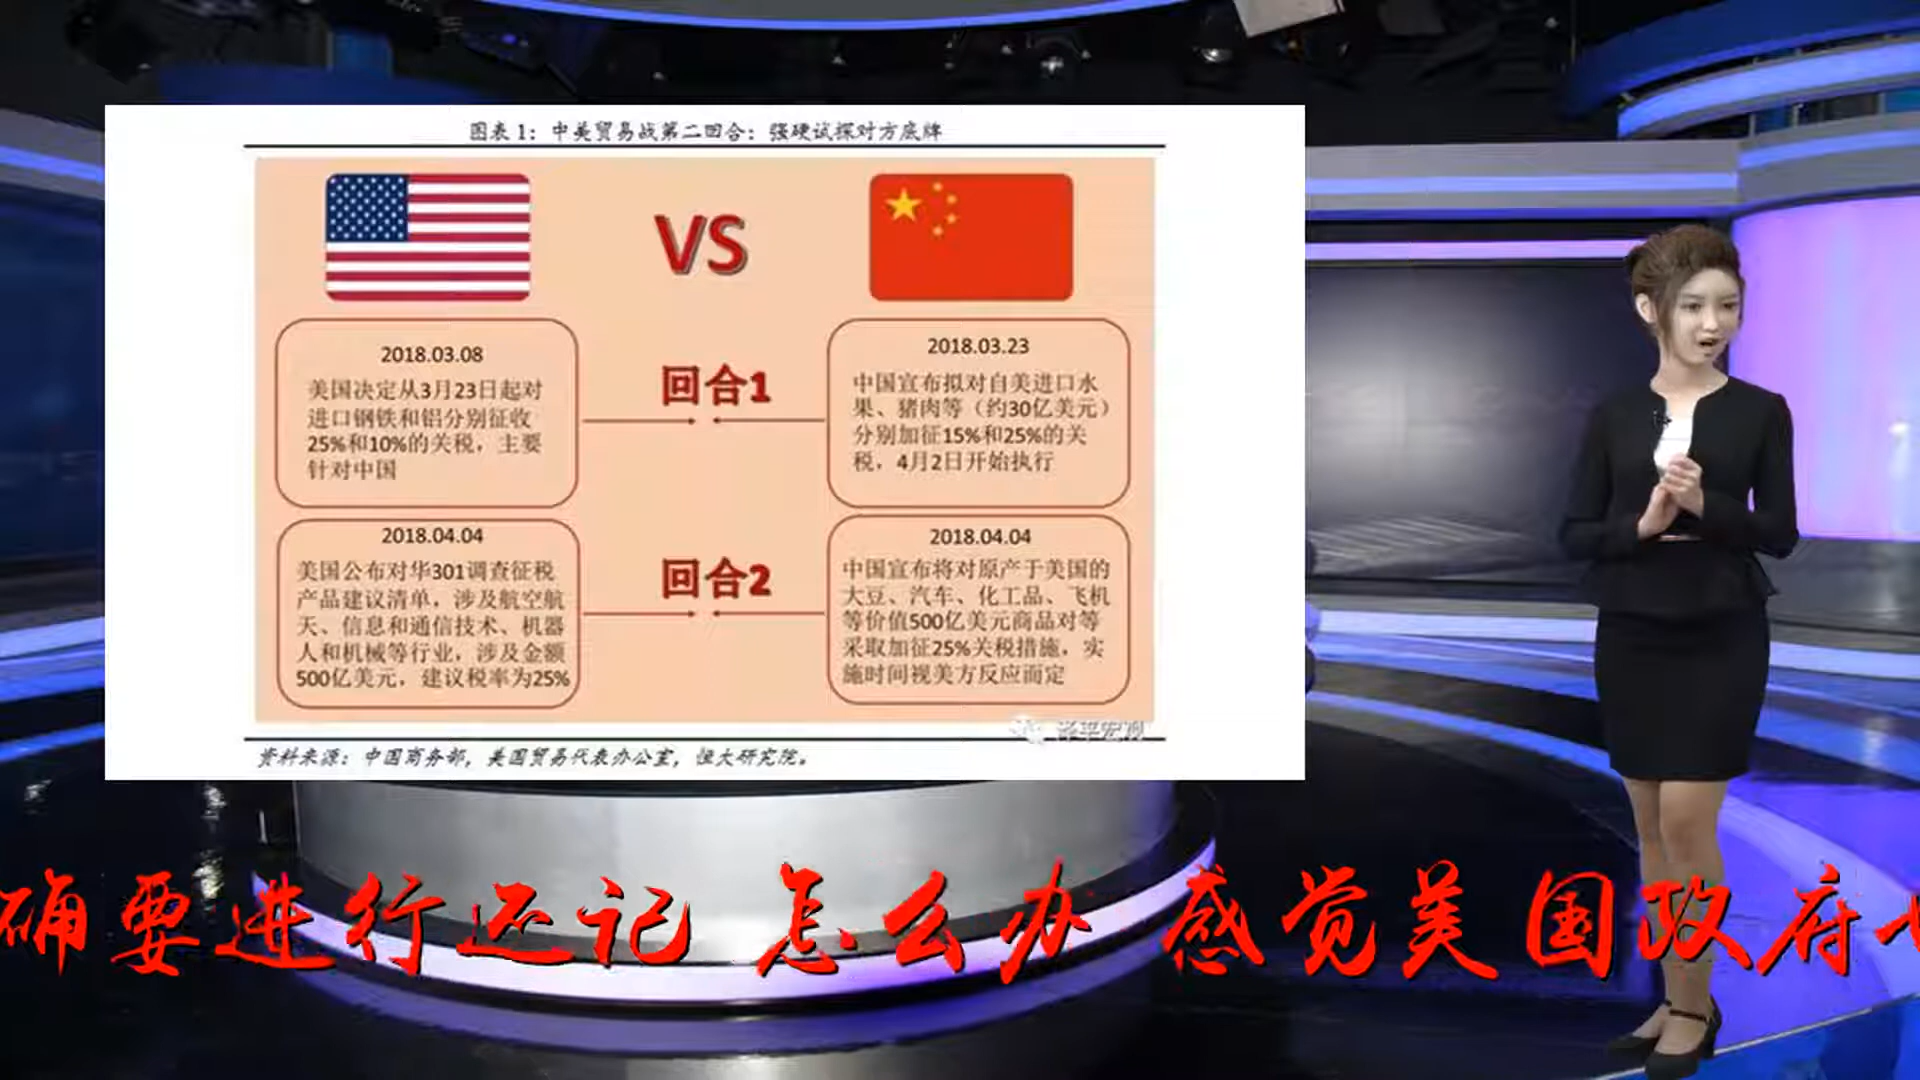 图表 1：中美贸易战第二回合：强硬试探对方底牌
VS
2018.03.08
美国决定从3月23日起对
进口钢铁和铝分别征收
25%和10%的关税，主要
针对中国
回合1
2018.03.23
中国宣布拟对自美进口水
果、猪肉等（约30亿美元）
分别加征15%和25%的关
税，4月2日开始执行
2018.04.04
美国公布对华301调查征税
产品建议清单，涉及航空航
天、信息和通信技术、机器
人和机械等行业，涉及金额
500亿美元，建议税率为25%
回合2
2018.04.04
中国宣布将对原产于美国的
大豆、汽车、化工品、飞机
等价值500亿美元商品对等
采取加征25%关税措施，实
施时间视美方反应而定
泽平宏观
资料来源：中国商务部，美国贸易代表办公室，恒大研究院。
确要进行还记 怎么办 感觉美国政府